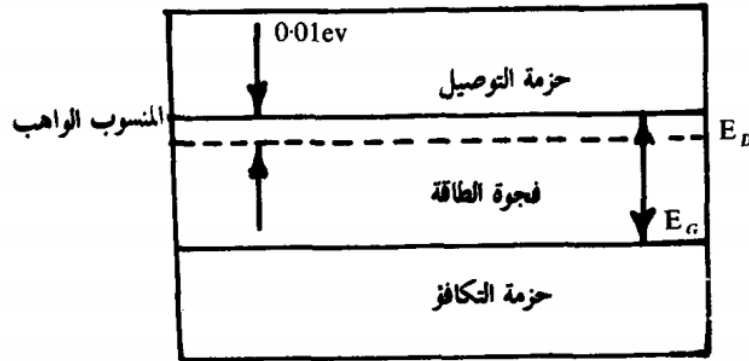 0·01ev
حزمة التوصيل
المنسوب الواهب
E_D
فجوة الطاقة
E_G
حزمة التكافؤ